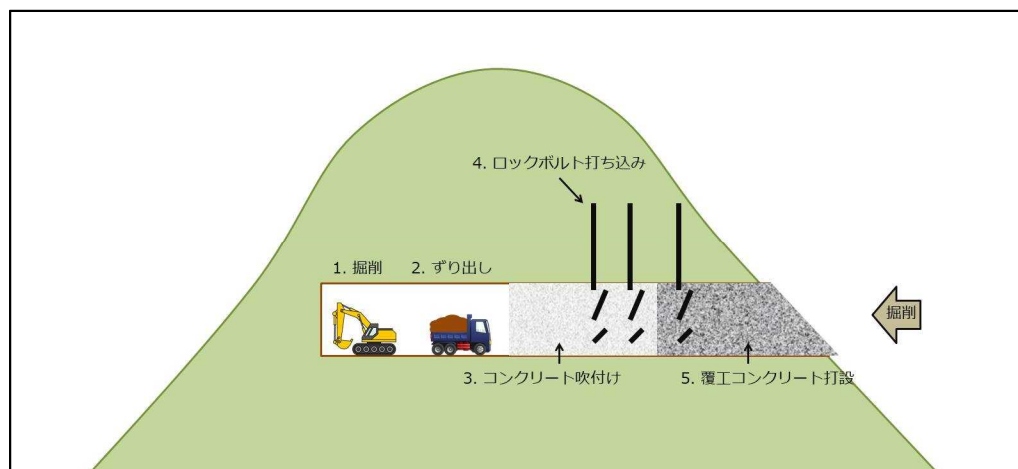 4. ロックボルト打ち込み
1. 掘削
2. ずり出し
掘削
3. コンクリート吹付け
5. 覆工コンクリート打設